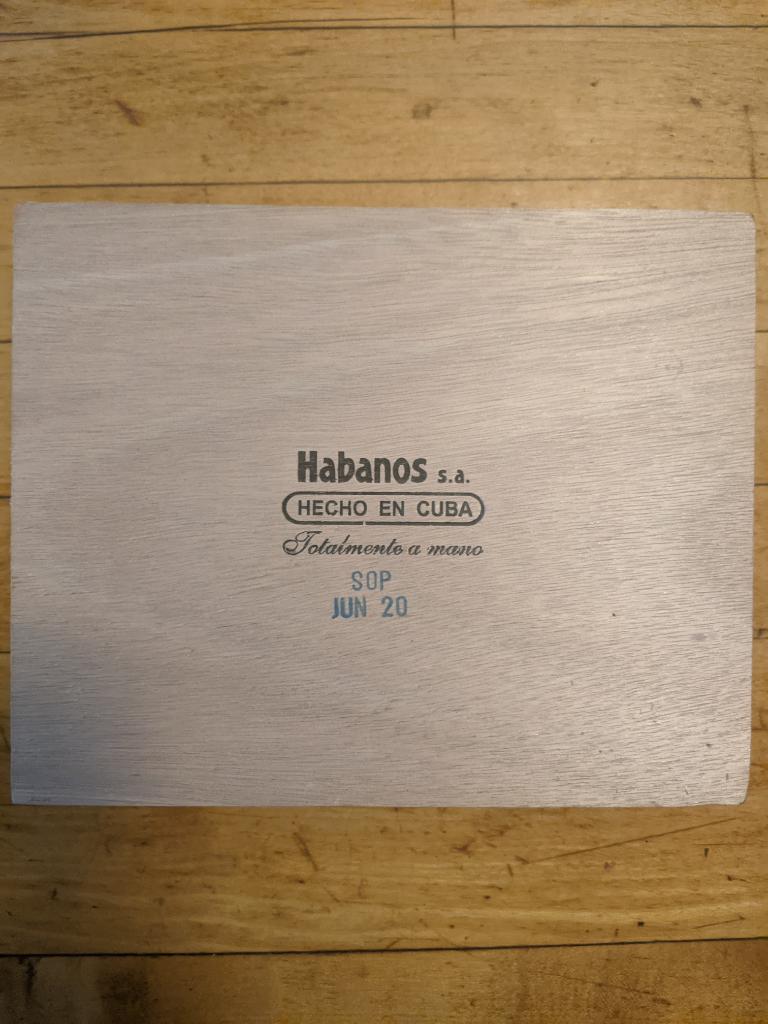 Habanos s.a.
HECHO EN CUBA
Totalmente a mano
SOP
JUN 20